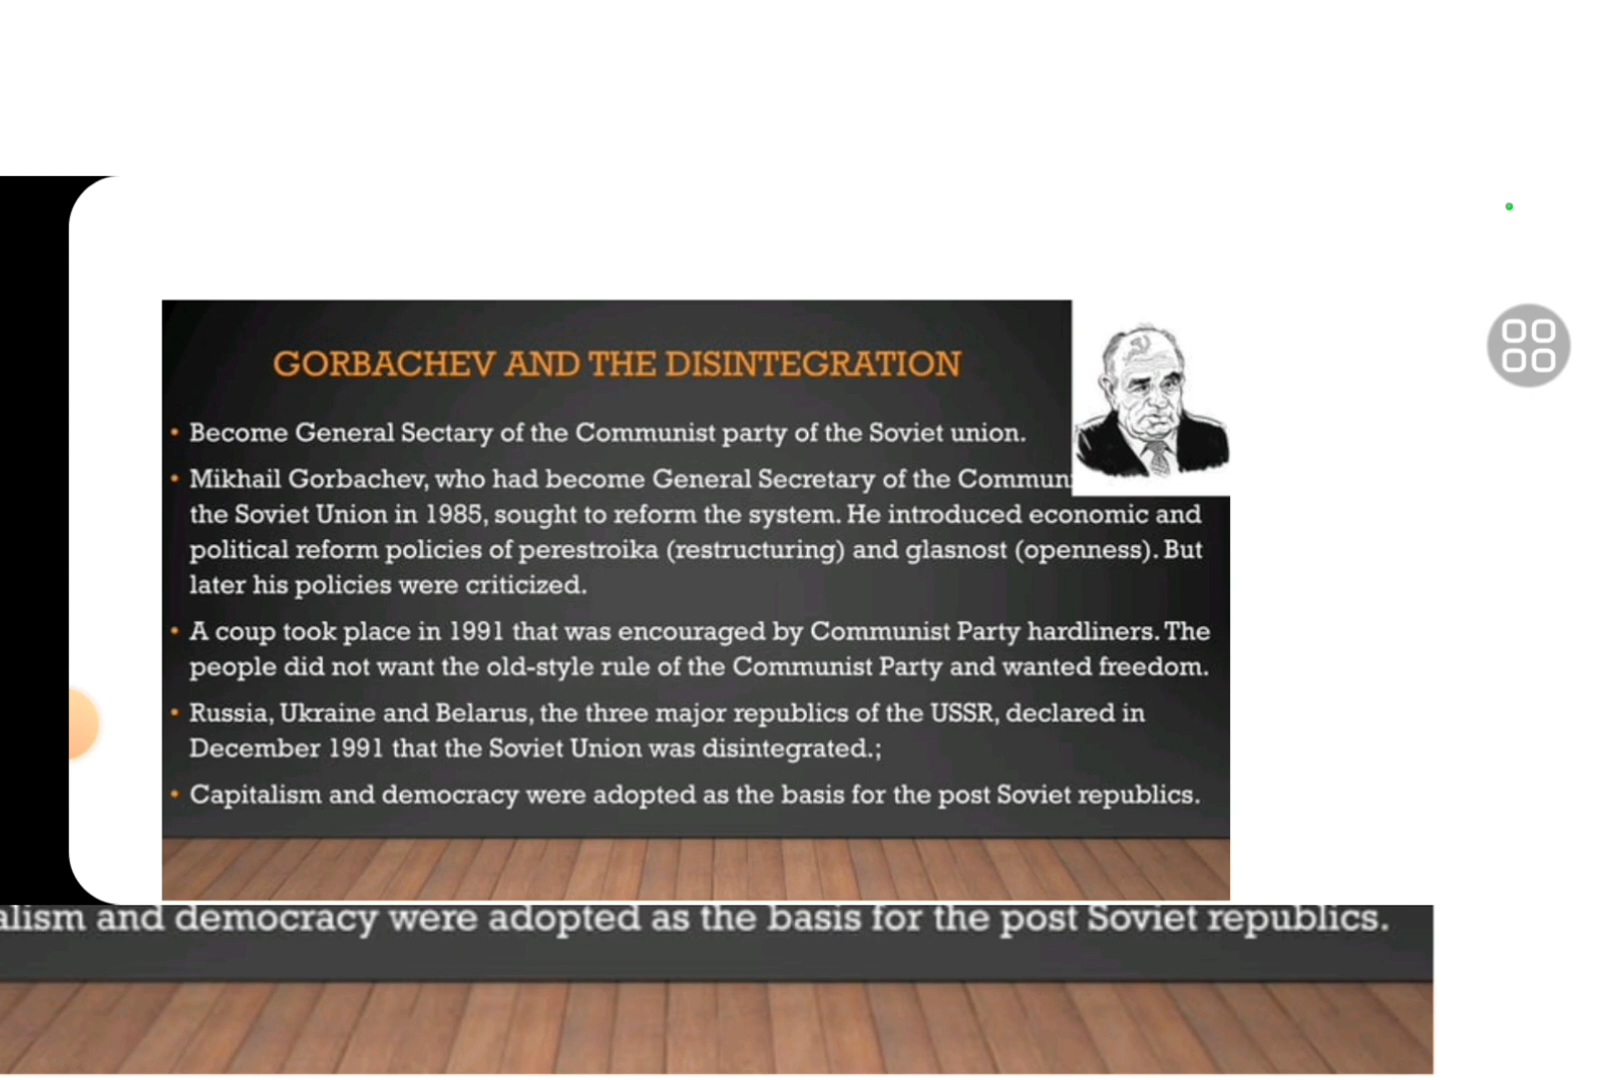 GORBACHEV AND THE DISINTEGRATION
• Become General Sectary of the Communist party of the Soviet union.
• Mikhail Gorbachev, who had become General Secretary of the Commun
the Soviet Union in 1985, sought to reform the system. He introduced economic and
political reform policies of perestroika (restructuring) and glasnost (openness). But
later his policies were criticized.
• A coup took place in 1991 that was encouraged by Communist Party hardliners. The
people did not want the old-style rule of the Communist Party and wanted freedom.
• Russia, Ukraine and Belarus, the three major republics of the USSR, declared in
December 1991 that the Soviet Union was disintegrated.;
• Capitalism and democracy were adopted as the basis for the post Soviet republics.
alism and democracy were adopted as the basis for the post Soviet republics.